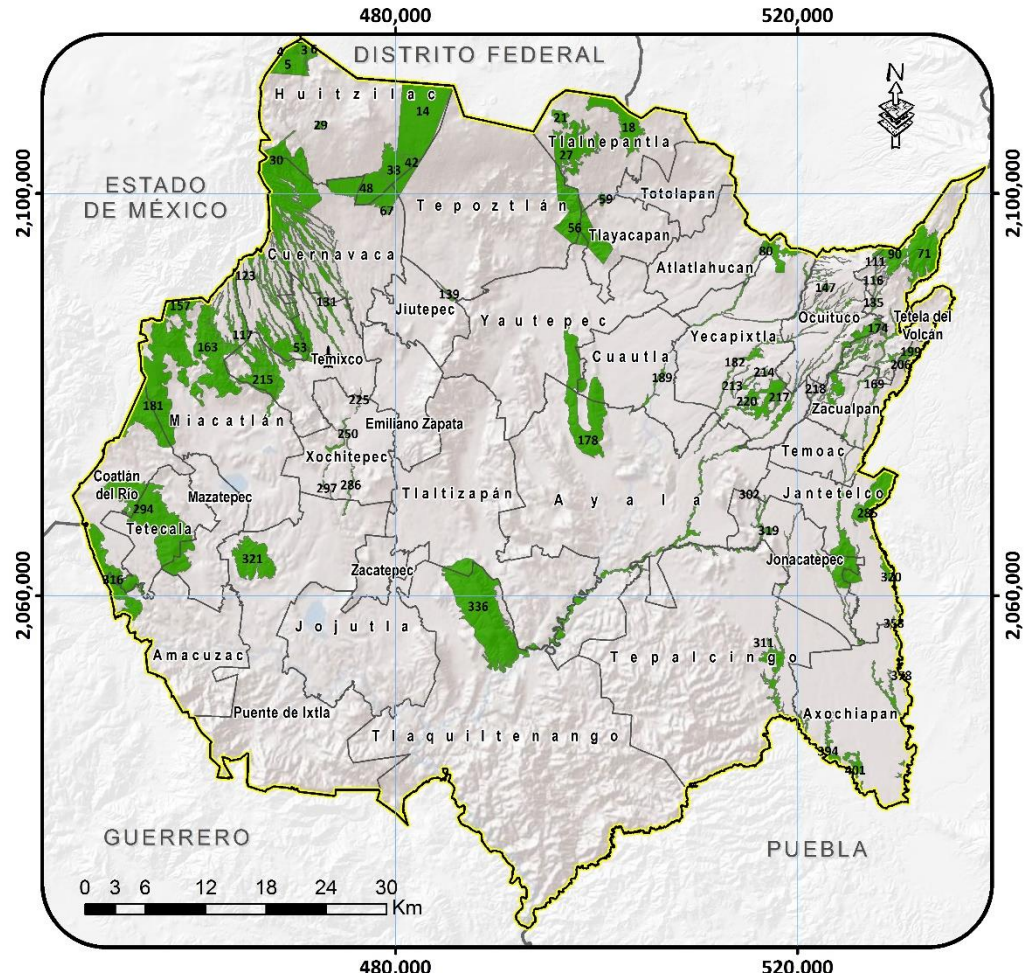 480,000
520,000
DISTRITO FEDERAL
N
4
3
6
5
Huitzilac
14
21
18
29
Tlalnepantla
27
30
33
42
48
67
59
Totolapan
2,100,000
2,100,000
ESTADO
DE MÉXICO
Tepoztlán
56
Tlayacapan
Cuernavaca
80
Atlatlahucan
111
90
71
123
116
147
139
131
135
157
Jiutepec
Ocuituco
Tetela del
Volcán
Yautepec
174
117
163
53
Temixco
Cuautla
Yecapixtla
199
182
206
214
215
189
213
218
169
217
220
181
225
Zacualpan
Miacatlán
Emiliano Zapata
250
178
Xochitepec
Temoac
Coatlán
del Río
Mazatepec
297
286
Tlaltizapán
Ayala
302
Jantetelco
294
285
Tetecala
319
321
Zacatepec
Jonacatepec
316
320
2,060,000
2,060,000
336
Jojutla
358
Amacuzac
311
Tepalcingo
378
Puente de Ixtla
Axochiapan
Tlaquiltenango
394
401
GUERRERO
PUEBLA
0 3 6 12 18 24 30
Km
480,000
520,000